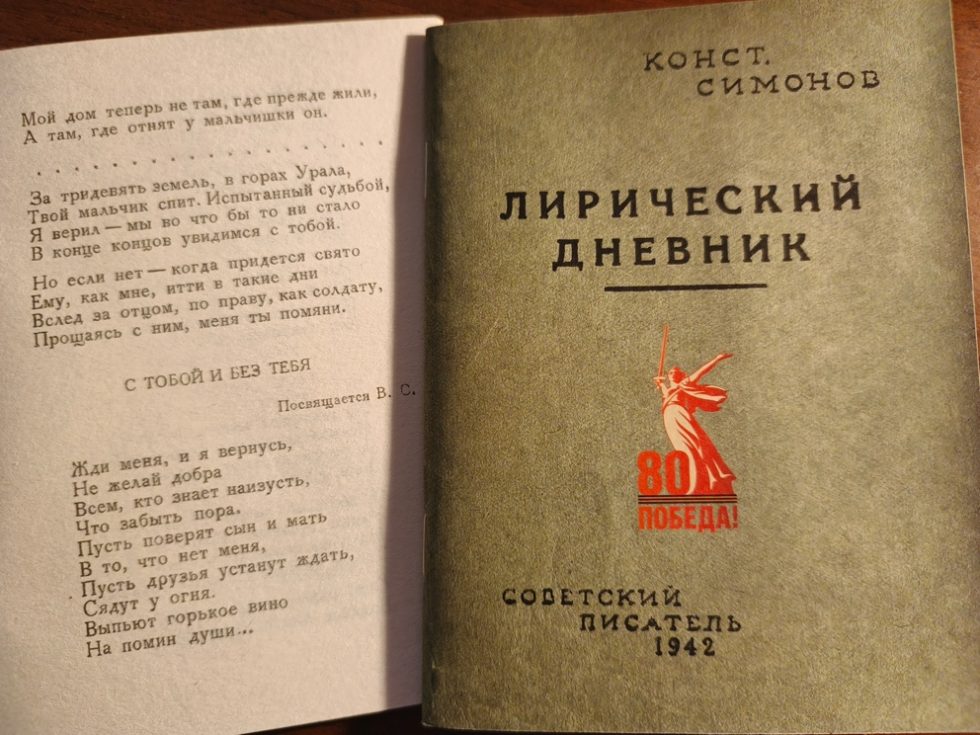 Мой дом теперь не там, где прежде жили,
А там, где отнят у мальчишки он.
. . . . . . . . . . . . . . . . . .
За тридевять земель, в горах Урала,
Твой мальчик спит. Испытанный судьбой,
Я верил — мы во что бы то ни стало
В конце концов увидимся с тобой.
Но если нет — когда придется свято
Ему, как мне, итти в такие дни
Вслед за отцом, по праву, как солдату,
Прощаясь с ним, меня ты помяни.
С ТОБОЙ И БЕЗ ТЕБЯ
Посвящается В. С.
Жди меня, и я вернусь,
Не желай добра
Всем, кто знает наизусть,
Что забыть пора.
Пусть поверят сын и мать
В то, что нет меня,
Пусть друзья устанут ждать,
Сядут у огня.
Выпьют горькое вино
На помин души...
КОНСТ.
СИМОНОВ
ЛИРИЧЕСКИЙ
ДНЕВНИК
80
ПОБЕДА!
СОВЕТСКИЙ
ПИСАТЕЛЬ
1942